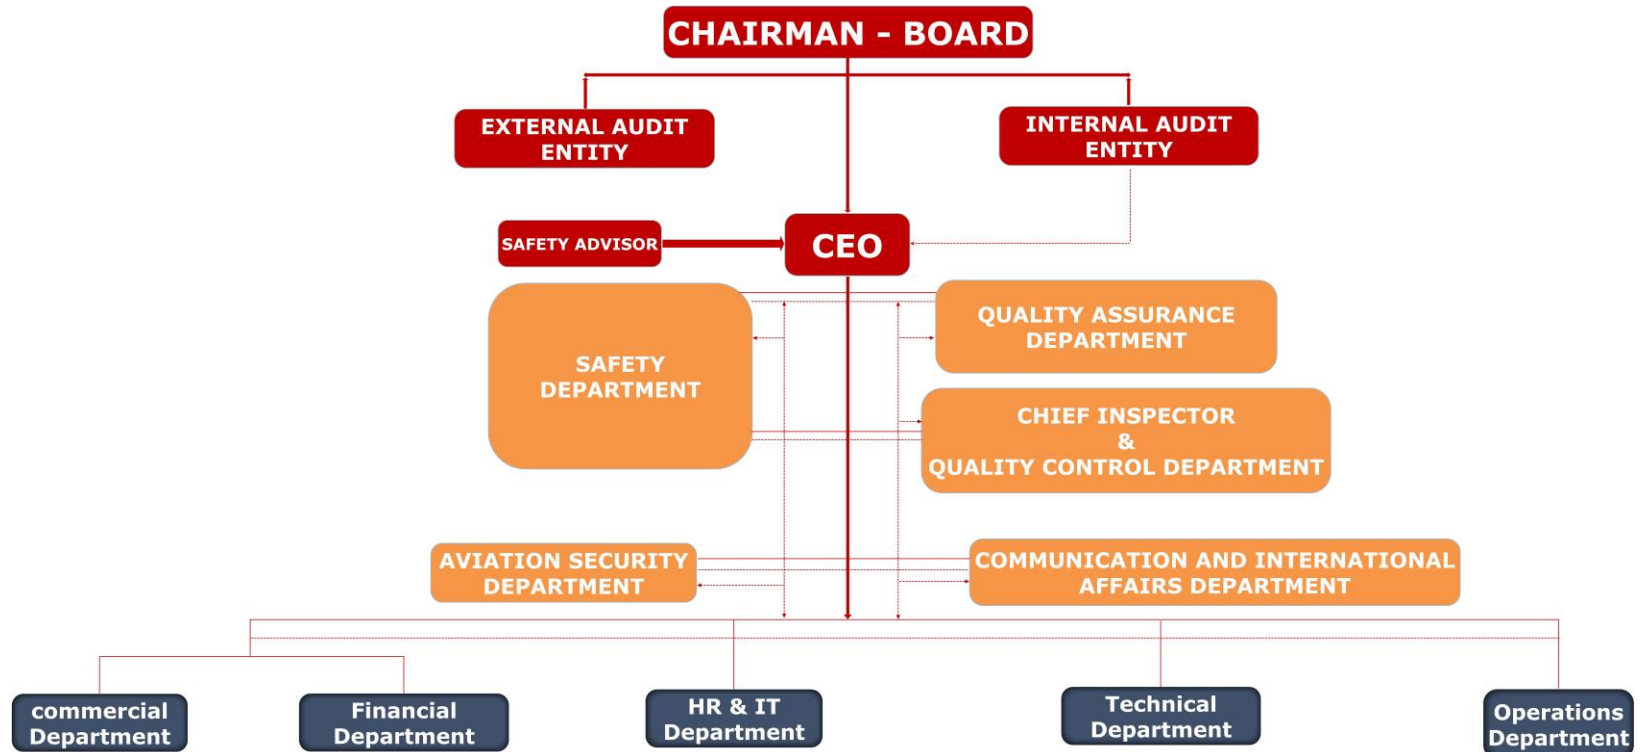 CHAIRMAN - BOARD
EXTERNAL AUDIT
ENTITY
INTERNAL AUDIT
ENTITY
SAFETY ADVISOR
CEO
SAFETY
DEPARTMENT
QUALITY ASSURANCE
DEPARTMENT
CHIEF INSPECTOR
&
QUALITY CONTROL DEPARTMENT
AVIATION SECURITY
DEPARTMENT
COMMUNICATION AND INTERNATIONAL
AFFAIRS DEPARTMENT
commercial
Department
Financial
Department
HR & IT
Department
Technical
Department
Operations
Department